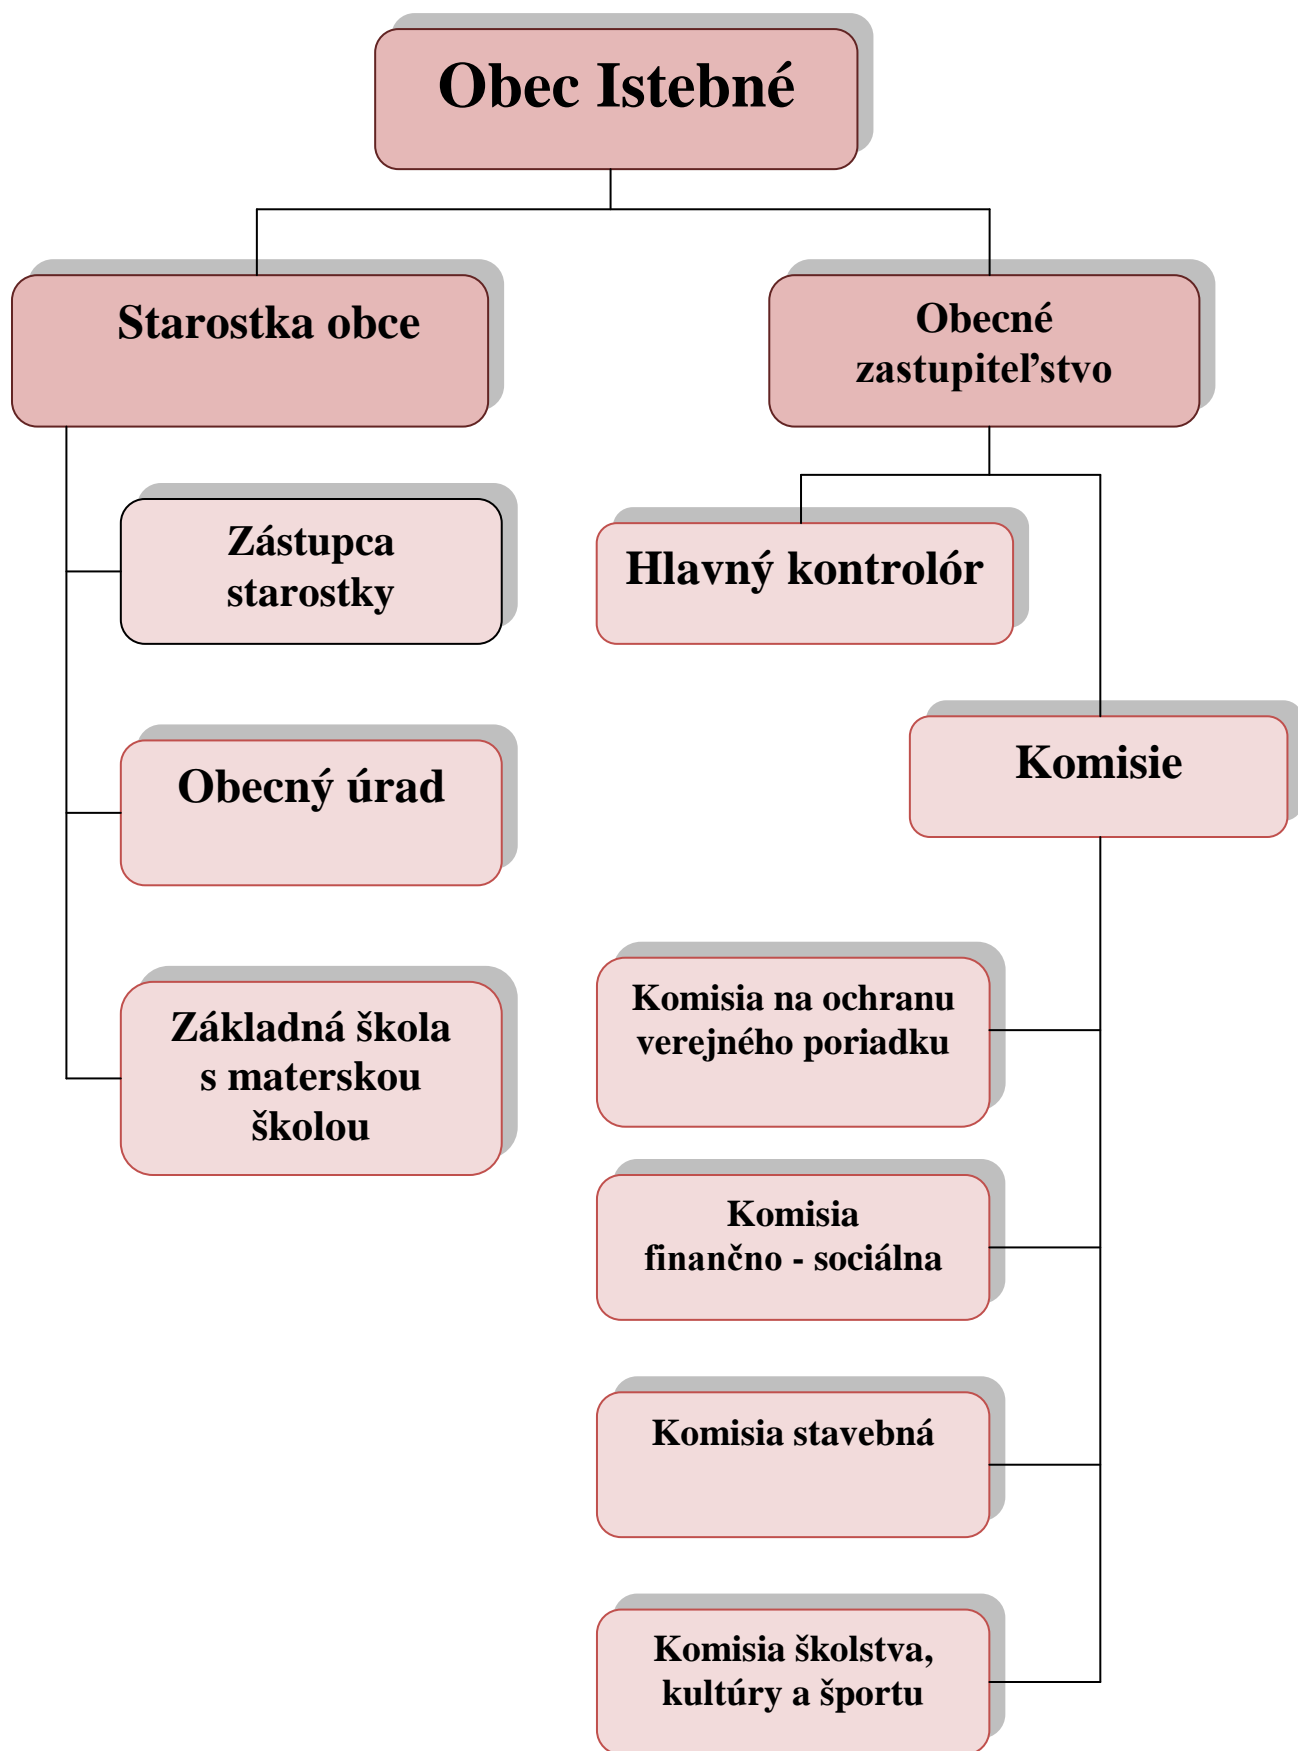 Obec Istebné
Starostka obce
Obecné
zastupiteľstvo
Zástupca
starostky
Hlavný kontrolór
Obecný úrad
Komisie
Základná škola
s materskou
školou
Komisia na ochranu
verejného poriadku
Komisia
finančno - sociálna
Komisia stavebná
Komisia školstva,
kultúry a športu